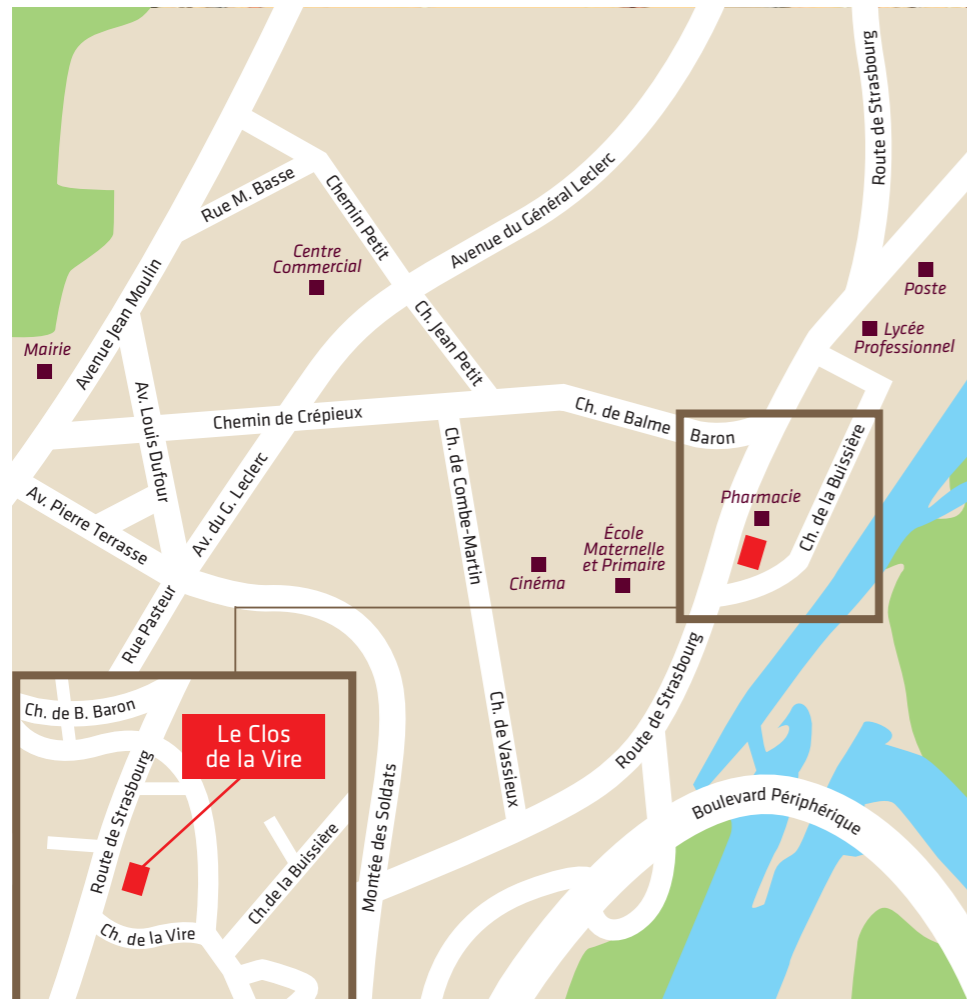 Route de Strasbourg
Rue M. Basse
Chemin Petit
Avenue du Général Leclerc
Centre
Commercial
Avenue Jean Moulin
Poste
Ch. Jean Petit
Lycée
Professionnel
Mairie
Av. Louis Dufour
Chemin de Crépieux
Ch. de Balme
Baron
Av. du G. Leclerc
Ch. de Combe-Martin
Ch. de la Buissière
Pharmacie
Av. Pierre Terrasse
École
Maternelle
et Primaire
Cinéma
Rue Pasteur
Route de Strasbourg
Ch. de Vassieux
Montée des Soldats
Boulevard Périphérique
Ch. de B. Baron
Le Clos
de la Vire
Route de Strasbourg
Ch.de la Buissière
Ch. de la Vire